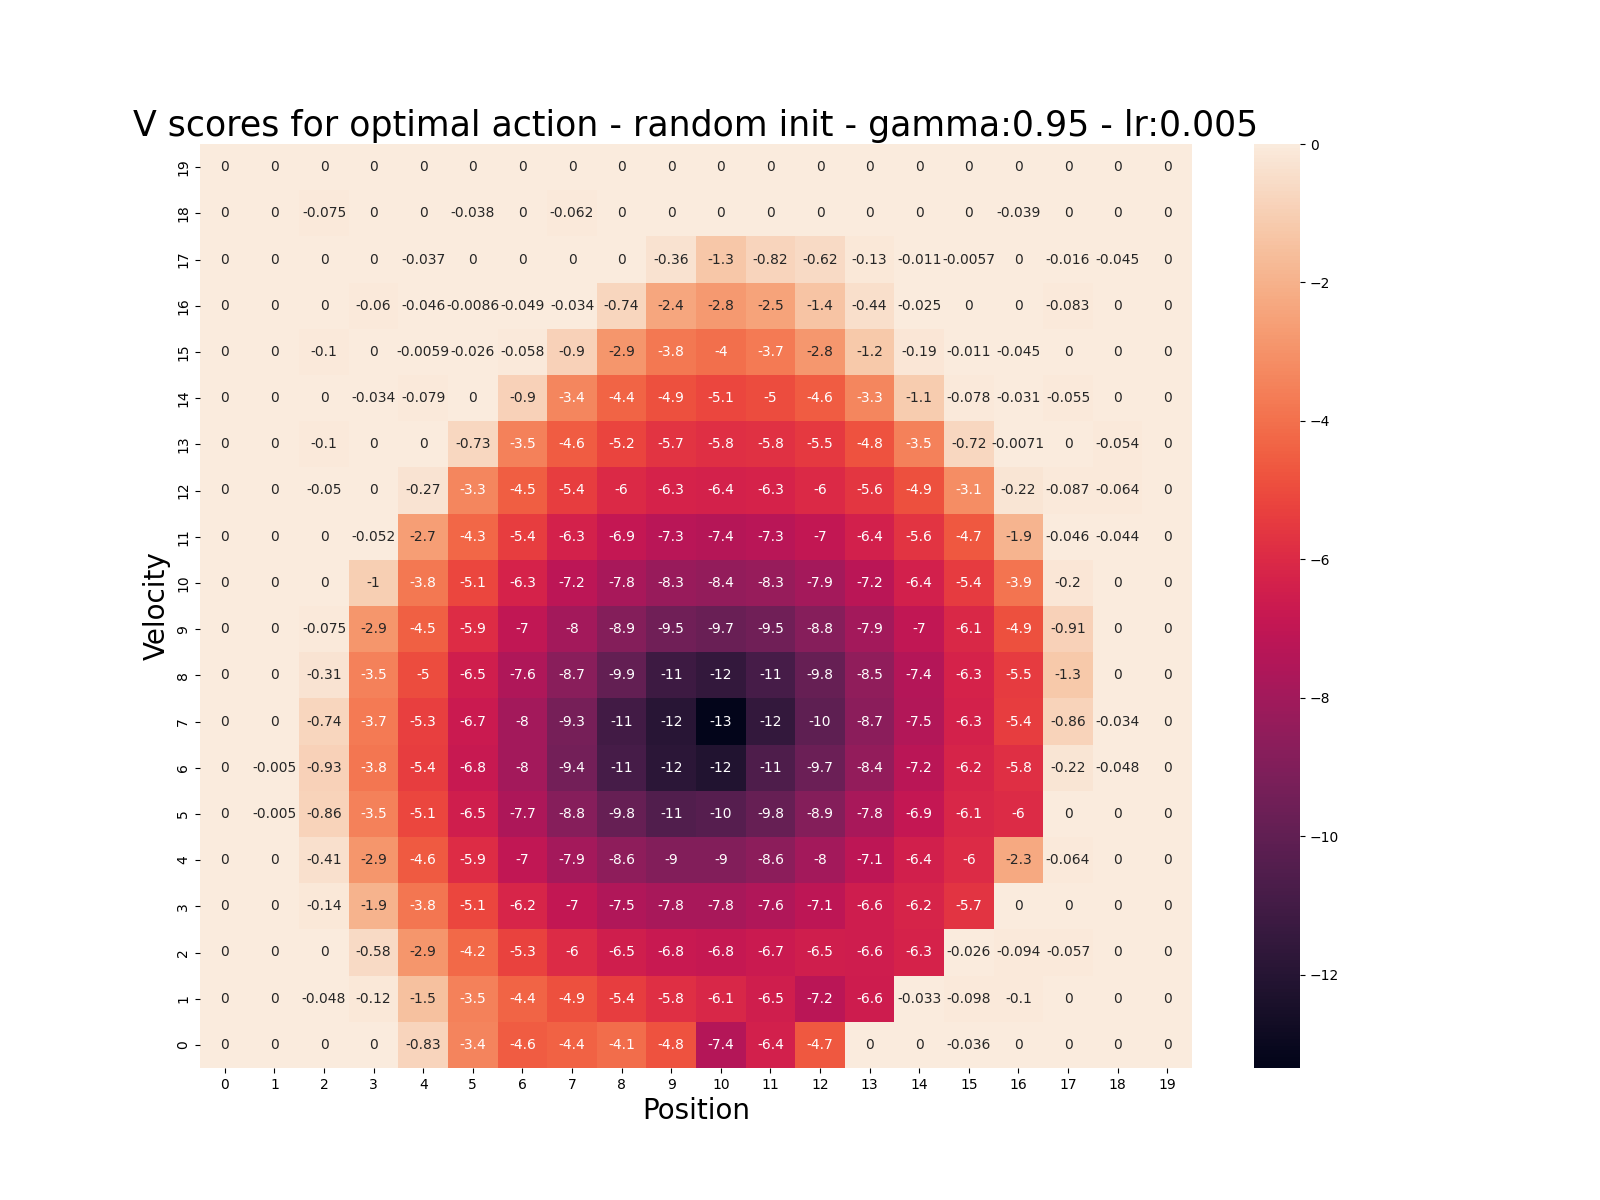 V scores for optimal action - random init - gamma:0.95 - lr:0.005
19 0 0 0 0 0 0 0 0 0 0 0 0 0 0 0 0 0 0 0 0
18 0 0 -0.075 0 0 -0.038 0 -0.062 0 0 0 0 0 0 0 0 -0.039 0 0 0
17 0 0 0 0 -0.037 0 0 0 0 -0.36 -1.3 -0.82 -0.62 -0.13 -0.011 -0.0057 0 -0.016 -0.045 0
16 0 0 0 -0.06 -0.046 -0.0086 -0.049 -0.034 -0.74 -2.4 -2.8 -2.5 -1.4 -0.44 -0.025 0 0 -0.083 0 0
15 0 0 -0.1 0 -0.0059 -0.026 -0.058 -0.9 -2.9 -3.8 -4 -3.7 -2.8 -1.2 -0.19 -0.011 -0.045 0 0 0
14 0 0 0 -0.034 -0.079 0 -0.9 -3.4 -4.4 -4.9 -5.1 -5 -4.6 -3.3 -1.1 -0.078 -0.031 -0.055 0 0
13 0 0 -0.1 0 0 -0.73 -3.5 -4.6 -5.2 -5.7 -5.8 -5.8 -5.5 -4.8 -3.5 -0.72 -0.0071 0 -0.054 0
12 0 0 -0.05 0 -0.27 -3.3 -4.5 -5.4 -6 -6.3 -6.4 -6.3 -6 -5.6 -4.9 -3.1 -0.22 -0.087 -0.064 0
11 0 0 0 -0.052 -2.7 -4.3 -5.4 -6.3 -6.9 -7.3 -7.4 -7.3 -7 -6.4 -5.6 -4.7 -1.9 -0.046 -0.044 0
10 0 0 0 -1 -3.8 -5.1 -6.3 -7.2 -7.8 -8.3 -8.4 -8.3 -7.9 -7.2 -6.4 -5.4 -3.9 -0.2 0 0
9 0 0 -0.075 -2.9 -4.5 -5.9 -7 -8 -8.9 -9.5 -9.7 -9.5 -8.8 -7.9 -7 -6.1 -4.9 -0.91 0 0
8 0 0 -0.31 -3.5 -5 -6.5 -7.6 -8.7 -9.9 -11 -12 -11 -9.8 -8.5 -7.4 -6.3 -5.5 -1.3 0 0
7 0 0 -0.74 -3.7 -5.3 -6.7 -8 -9.3 -11 -12 -13 -12 -10 -8.7 -7.5 -6.3 -5.4 -0.86 -0.034 0
6 0 -0.005 -0.93 -3.8 -5.4 -6.8 -8 -9.4 -11 -12 -12 -11 -9.7 -8.4 -7.2 -6.2 -5.8 -0.22 -0.048 0
5 0 -0.005 -0.86 -3.5 -5.1 -6.5 -7.7 -8.8 -9.8 -11 -10 -9.8 -8.9 -7.8 -6.9 -6.1 -6 0 0 0
4 0 0 -0.41 -2.9 -4.6 -5.9 -7 -7.9 -8.6 -9 -9 -8.6 -8 -7.1 -6.4 -6 -2.3 -0.064 0 0
3 0 0 -0.14 -1.9 -3.8 -5.1 -6.2 -7 -7.5 -7.8 -7.8 -7.6 -7.1 -6.6 -6.2 -5.7 0 0 0 0
2 0 0 0 -0.58 -2.9 -4.2 -5.3 -6 -6.5 -6.8 -6.8 -6.7 -6.5 -6.6 -6.3 -0.026 -0.094 -0.057 0 0
1 0 0 -0.048 -0.12 -1.5 -3.5 -4.4 -4.9 -5.4 -5.8 -6.1 -6.5 -7.2 -6.6 -0.033 -0.098 -0.1 0 0 0
0 0 0 0 0 -0.83 -3.4 -4.6 -4.4 -4.1 -4.8 -7.4 -6.4 -4.7 0 0 -0.036 0 0 0 0
0 1 2 3 4 5 6 7 8 9 10 11 12 13 14 15 16 17 18 19
Position
Velocity
0
−2
−4
−6
−8
−10
−12